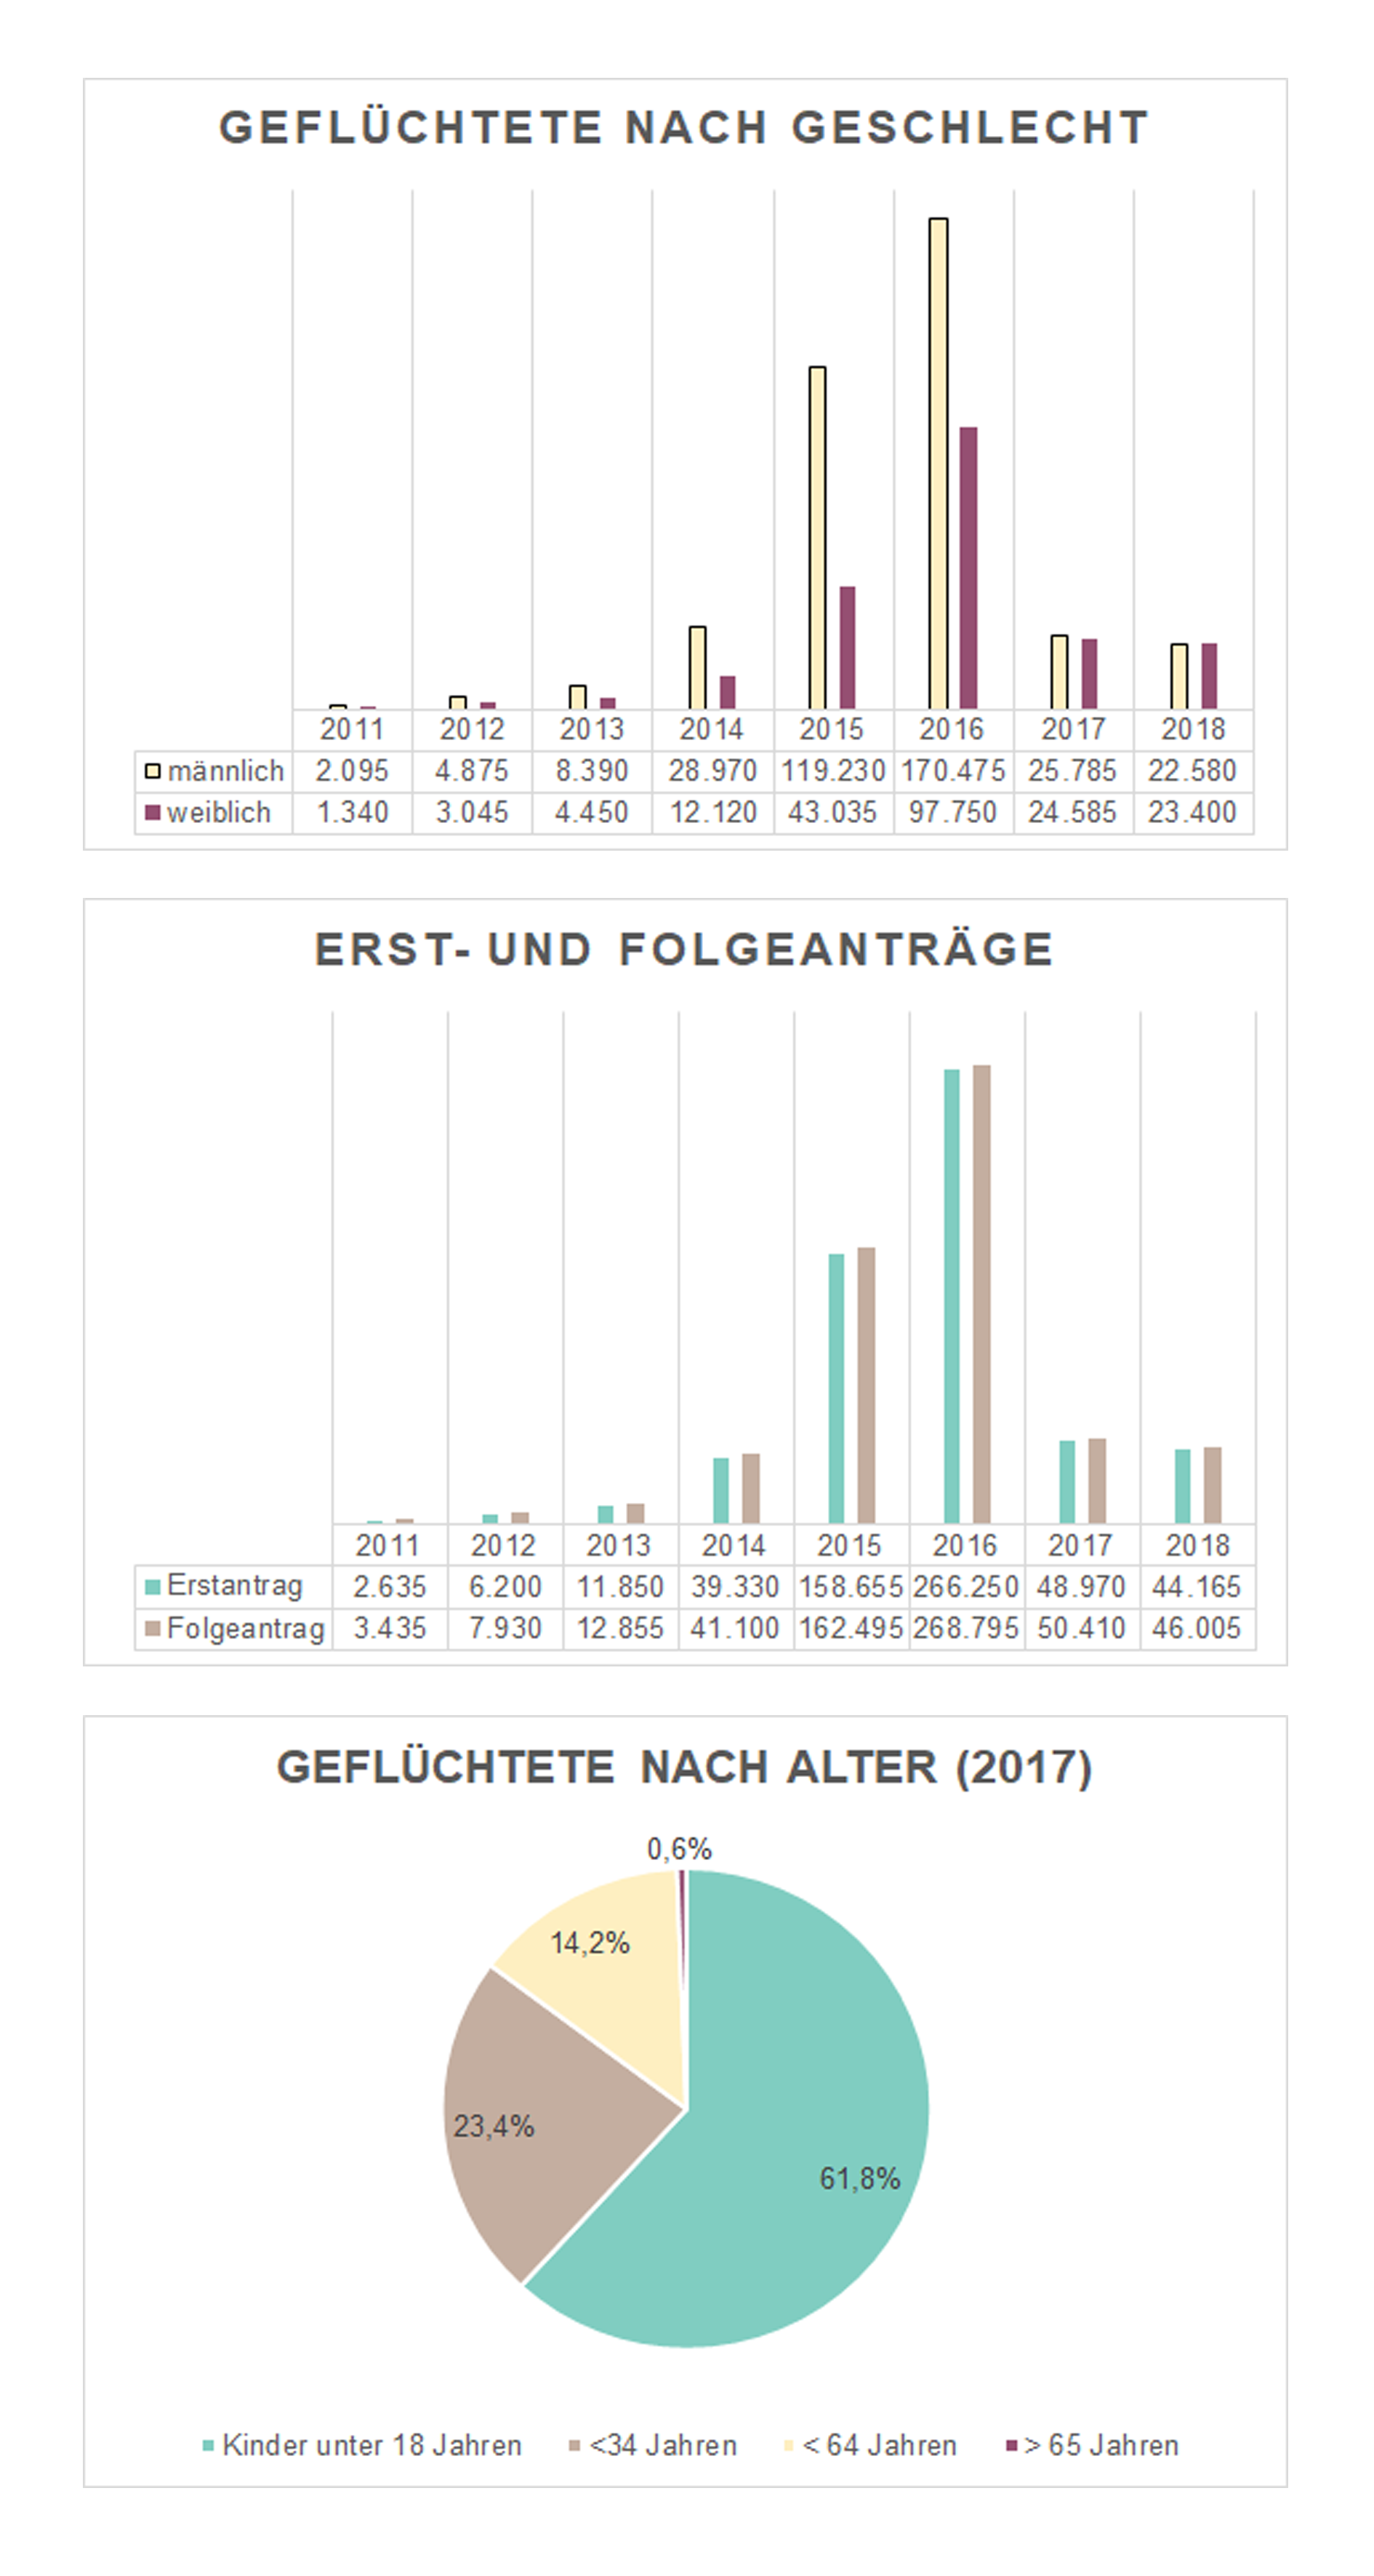 GEFLÜCHTETE NACH GESCHLECHT
2011 2012 2013 2014 2015 2016 2017 2018
männlich 2.095 4.875 8.390 28.970 119.230 170.475 25.785 22.580
weiblich 1.340 3.045 4.450 12.120 43.035 97.750 24.585 23.400
ERST- UND FOLGEANTRÄGE
2011 2012 2013 2014 2015 2016 2017 2018
Erstantrag 2.635 6.200 11.850 39.330 158.655 266.250 48.970 44.165
Folgeantrag 3.435 7.930 12.855 41.100 162.495 268.795 50.410 46.005
GEFLÜCHTETE NACH ALTER (2017)
0,6%
14,2%
23,4%
61,8%
Kinder unter 18 Jahren <34 Jahren < 64 Jahren > 65 Jahren